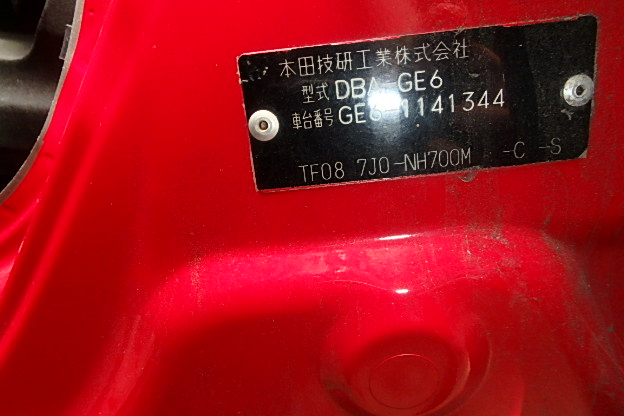 本田技研工業株式会社
型式 DBA-GE6
車台番号 GE6-1141344
TF08 7J0-NH700M -C -S